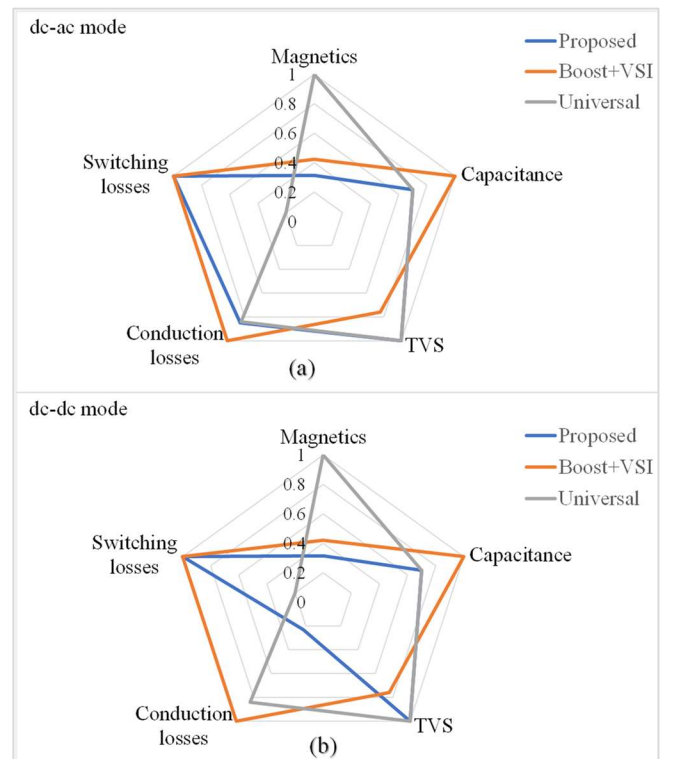 dc-ac mode
Proposed
Boost+VSI
Universal
Magnetics
1
0.8
0.6
0.4
0.2
0
Switching
losses
Capacitance
Conduction
losses
TVS
(a)
dc-dc mode
Proposed
Boost+VSI
Universal
Magnetics
1
0.8
0.6
0.4
0.2
0
Switching
losses
Capacitance
Conduction
losses
TVS
(b)